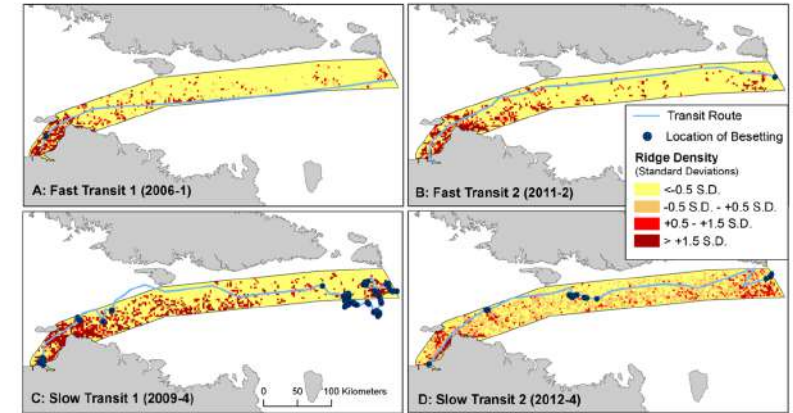 A: Fast Transit 1 (2006-1)
B: Fast Transit 2 (2011-2)
Transit Route
Location of Besetting
Ridge Density
(Standard Deviations)
<-0.5 S.D.
-0.5 S.D. - +0.5 S.D.
+0.5 - +1.5 S.D.
> +1.5 S.D.
C: Slow Transit 1 (2009-4)
0 50 100 Kilometers
D: Slow Transit 2 (2012-4)